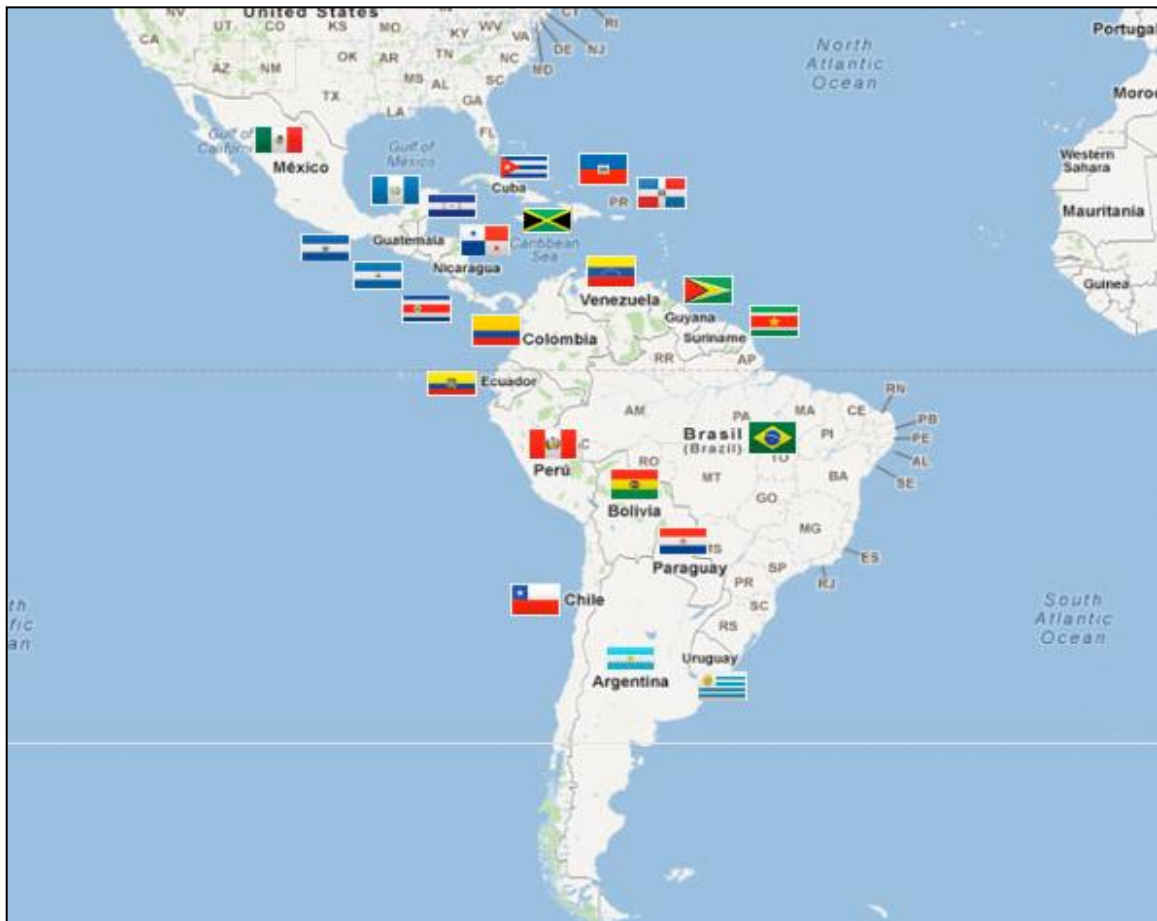 United States
NV
UT
CO
KS
MO
KY
WV
VA
CT
RI
DE
NJ
MD
CA
AZ
NM
OK
AR
TN
NC
SC
MS
AL
GA
TX
LA
FL
North
Atlantic
Ocean
Portugal
Western
Sahara
Mauritania
Guinea
Gulf of
California
México
Gulf of
México
Cuba
PR
Guatemala
Caribbean
Sea
Nicaragua
Venezuela
Guyana
Suriname
Colombia
RR
AP
Ecuador
AM
PA
MA
CE
RN
PB
PE
PI
AL
SE
Brasil
(Brazil)
TO
RO
MT
BA
Perú
Bolivia
GO
MG
ES
Paraguay
MS
SP
RJ
PR
SC
RS
Chile
South
Atlantic
Ocean
Uruguay
Argentina